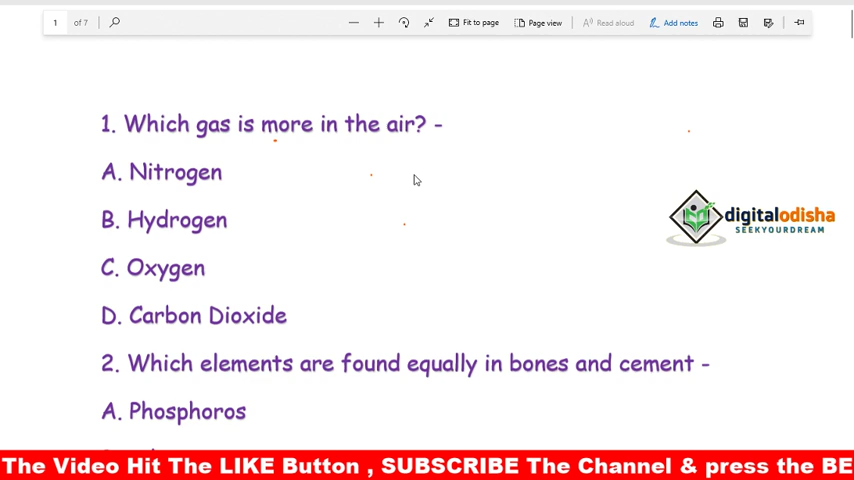 1 of 7 Fit to page Page view Read aloud Add notes
1. Which gas is more in the air? -
A. Nitrogen
B. Hydrogen
digitalodisha
SEEKYOURDREAM
C. Oxygen
D. Carbon Dioxide
2. Which elements are found equally in bones and cement -
A. Phosphoros
The Video Hit The LIKE Button , SUBSCRIBE The Channel & press the BE